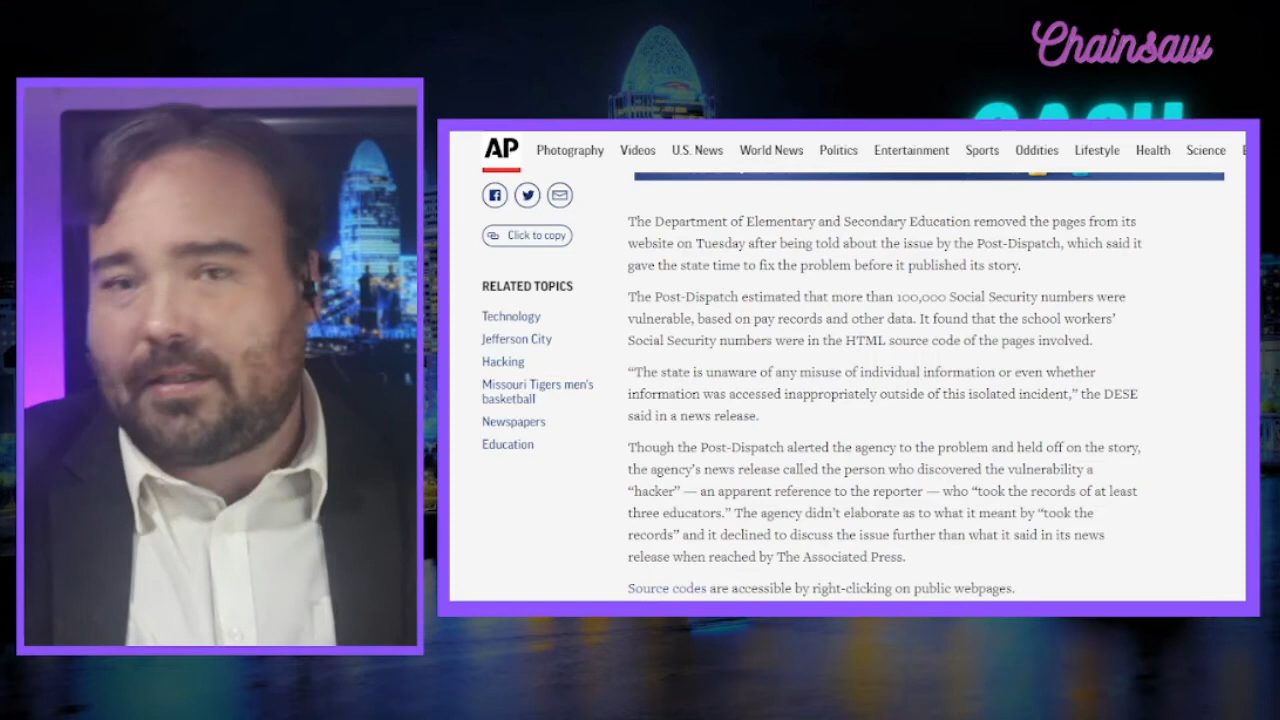 Chainsaw
CASH
AP
Photography Videos U.S. News World News Politics Entertainment Sports Oddities Lifestyle Health Science
Click to copy
RELATED TOPICS
Technology
Jefferson City
Hacking
Missouri Tigers men's
basketball
Newspapers
Education
The Department of Elementary and Secondary Education removed the pages from its
website on Tuesday after being told about the issue by the Post-Dispatch, which said it
gave the state time to fix the problem before it published its story.
The Post-Dispatch estimated that more than 100,000 Social Security numbers were
vulnerable, based on pay records and other data. It found that the school workers’
Social Security numbers were in the HTML source code of the pages involved.
“The state is unaware of any misuse of individual information or even whether
information was accessed inappropriately outside of this isolated incident,” the DESE
said in a news release.
Though the Post-Dispatch alerted the agency to the problem and held off on the story,
the agency’s news release called the person who discovered the vulnerability a
“hacker” — an apparent reference to the reporter — who “took the records of at least
three educators.” The agency didn’t elaborate as to what it meant by “took the
records” and it declined to discuss the issue further than what it said in its news
release when reached by The Associated Press.
Source codes are accessible by right-clicking on public webpages.